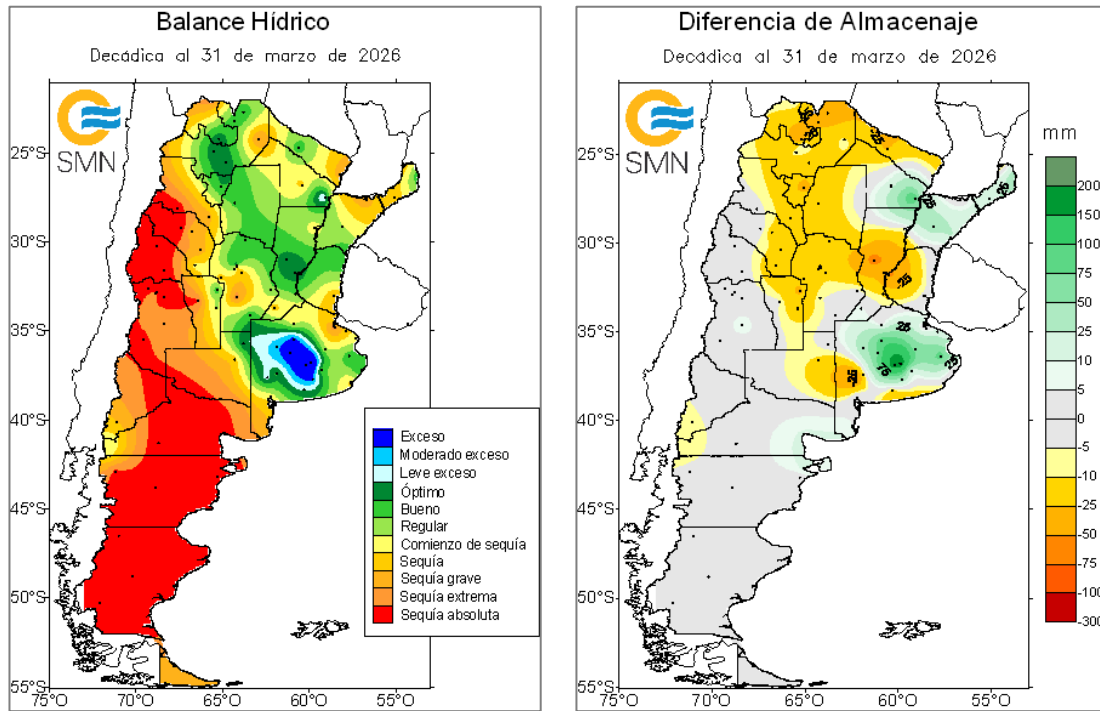 Balance Hídrico
Decádica al 31 de marzo de 2026
SMN
25°S
30°S
35°S
40°S
45°S
50°S
55°S
75°O
70°O
65°O
60°O
55°O
Exceso
Moderado exceso
Leve exceso
Óptimo
Bueno
Regular
Comienzo de sequía
Sequía
Sequía grave
Sequía extrema
Sequía absoluta
Diferencia de Almacenaje
Decádica al 31 de marzo de 2026
SMN
25°S
30°S
35°S
40°S
45°S
50°S
55°S
75°O
70°O
65°O
60°O
55°O
-25
-25
25
75
-25
mm
200
150
100
75
50
10
5
0
-5
-10
-25
-50
-75
-100
-300